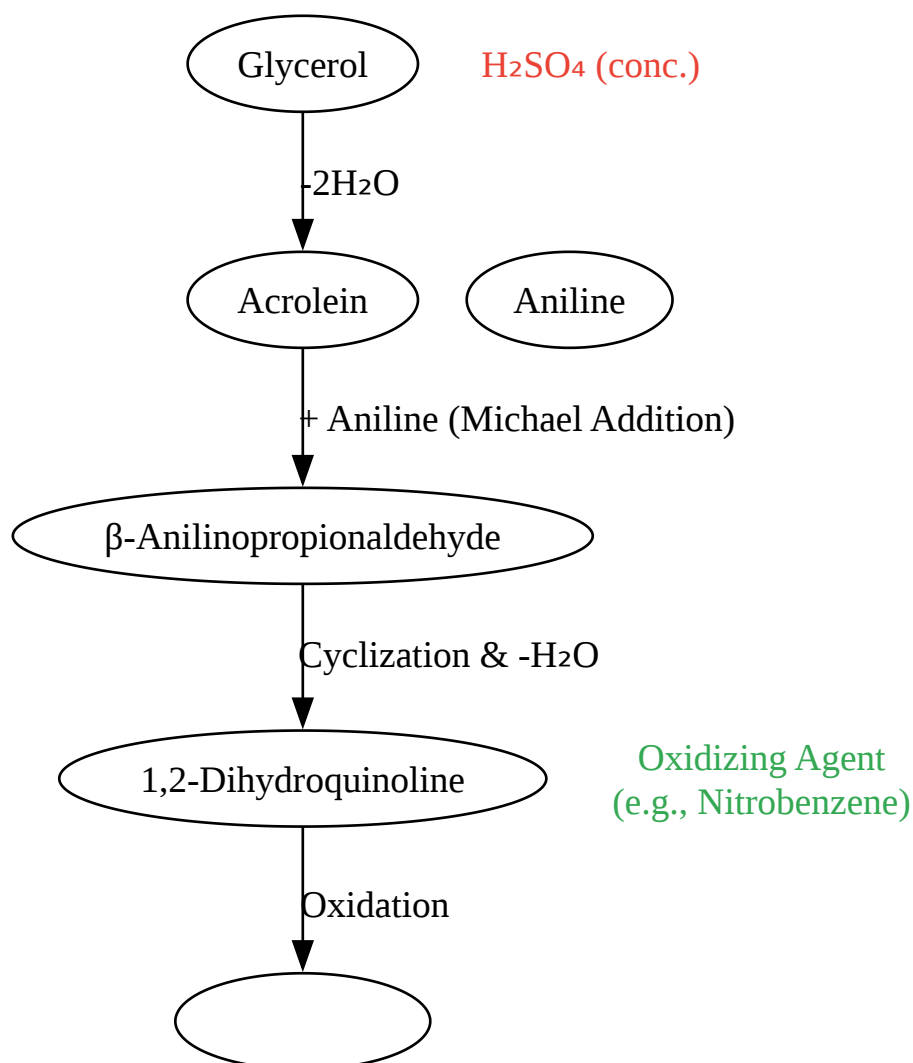 Glycerol
H₂SO₄ (conc.)
-2H₂O
Acrolein
Aniline
+ Aniline (Michael Addition)
β-Anilinopropionaldehyde
Cyclization & -H₂O
1,2-Dihydroquinoline
Oxidizing Agent
(e.g., Nitrobenzene)
Oxidation